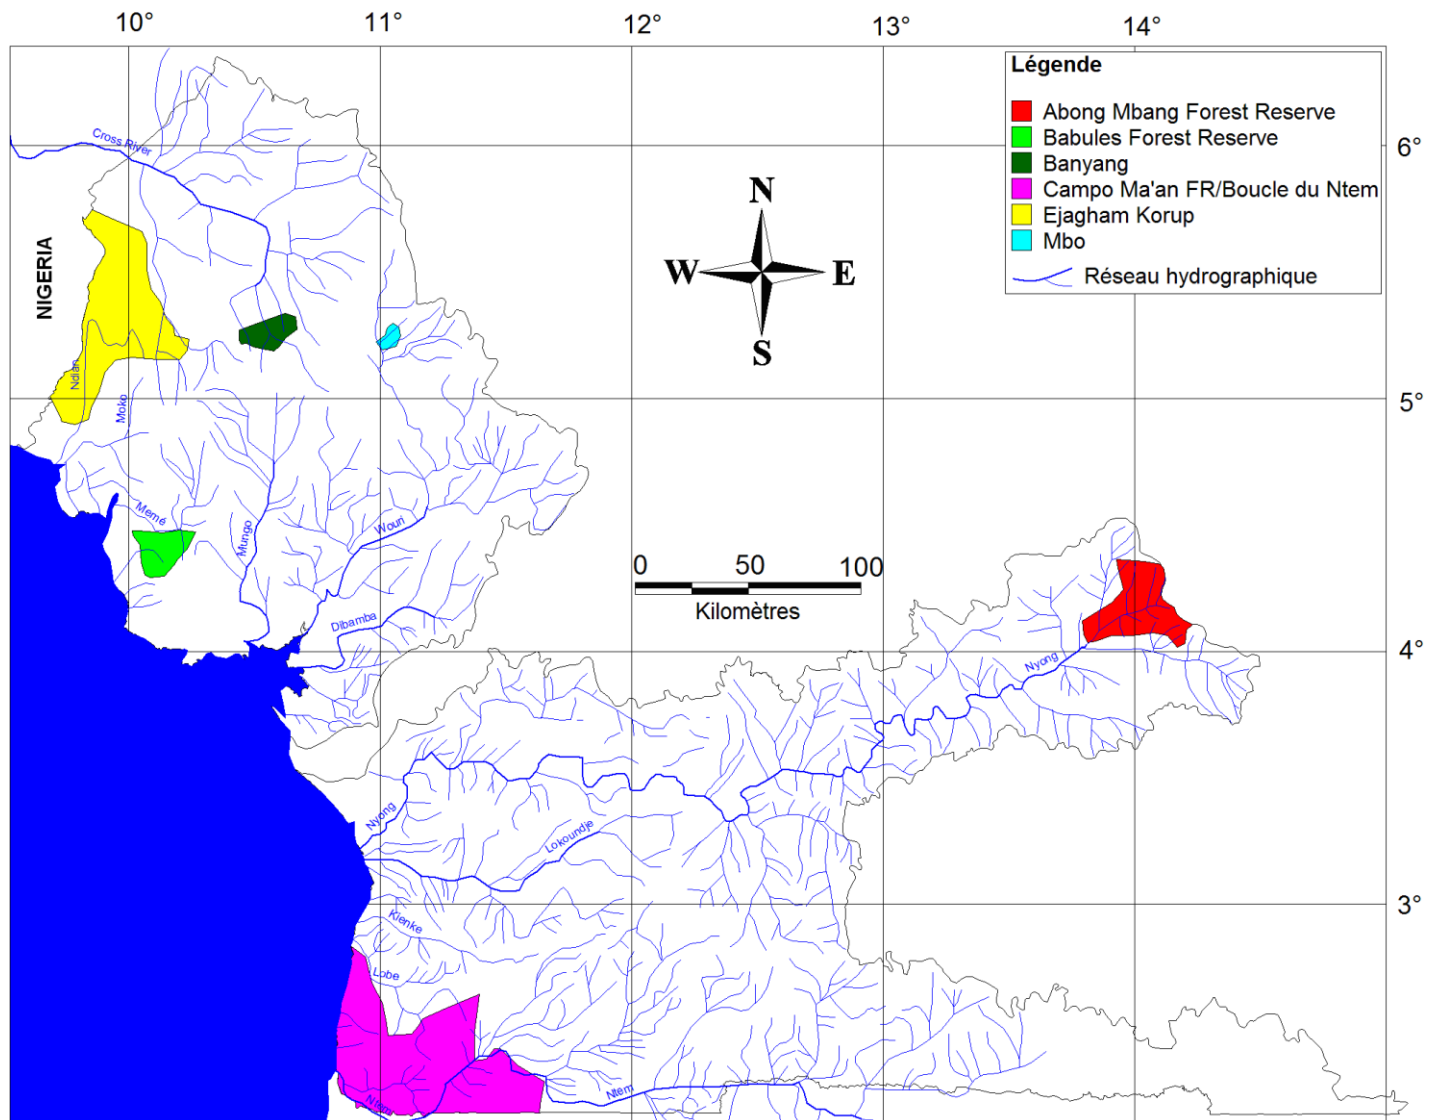 10° 11° 12° 13° 14°
Légende
Abong Mbang Forest Reserve
Babules Forest Reserve
Banyang
Campo Ma'an FR/Boucle du Ntem
Ejagham Korup
Mbo
Réseau hydrographique
Cross River
6°
N
W E
S
NIGERIA
Ndian
Moko
5°
Memé
Mungo
Wouri
0 50 100
Kilomètres
Dibamba
4°
Nyong
Nyong
Lokoundje
3°
Kienke
Lobe
Ntem
Ntem